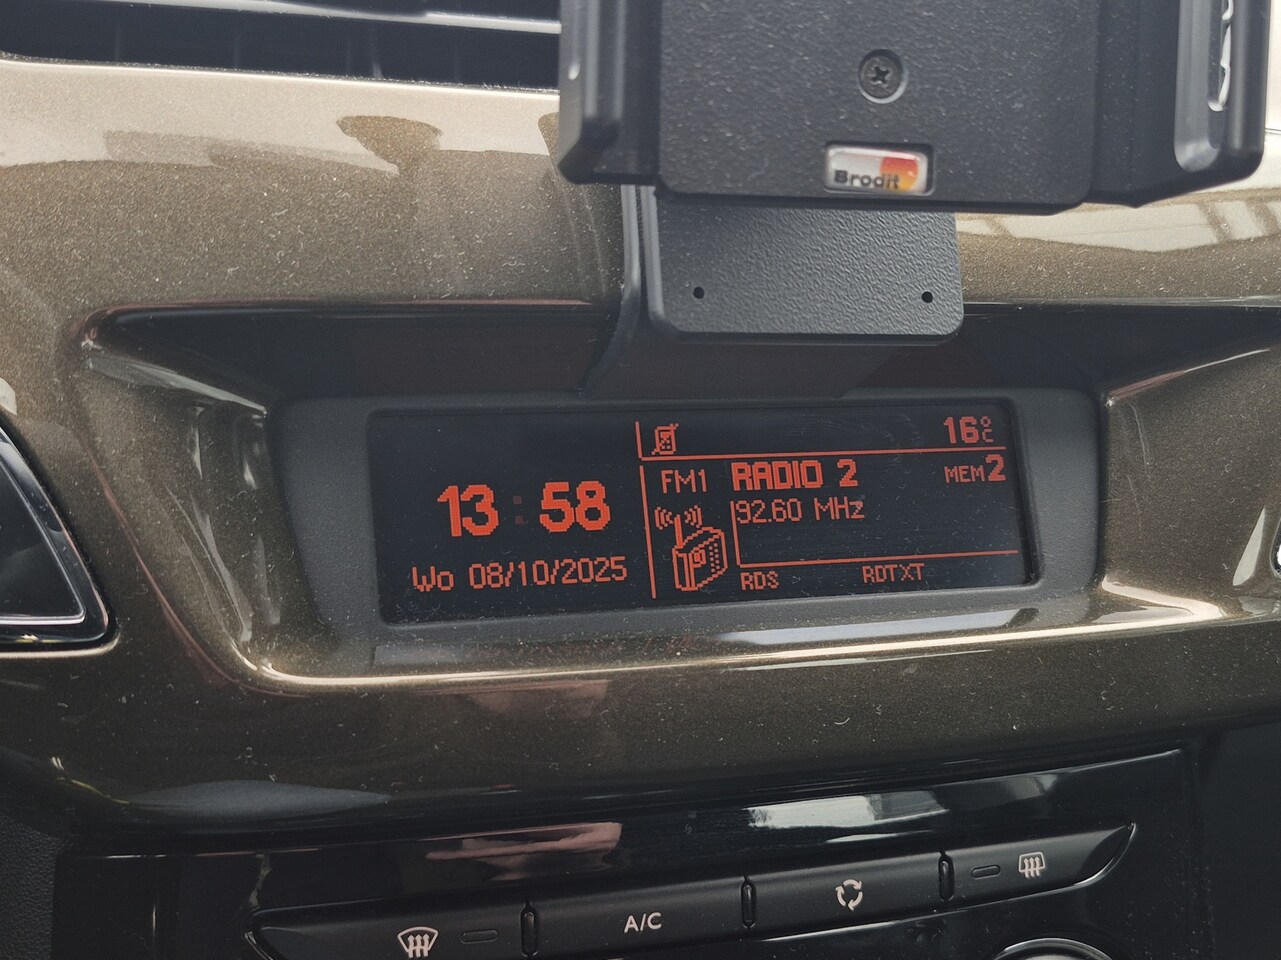 Brodit
16°C
13:58
FM1 RADIO 2 MEM2
92.60 MHz
Wo 08/10/2025
RDS RDTXT
A/C